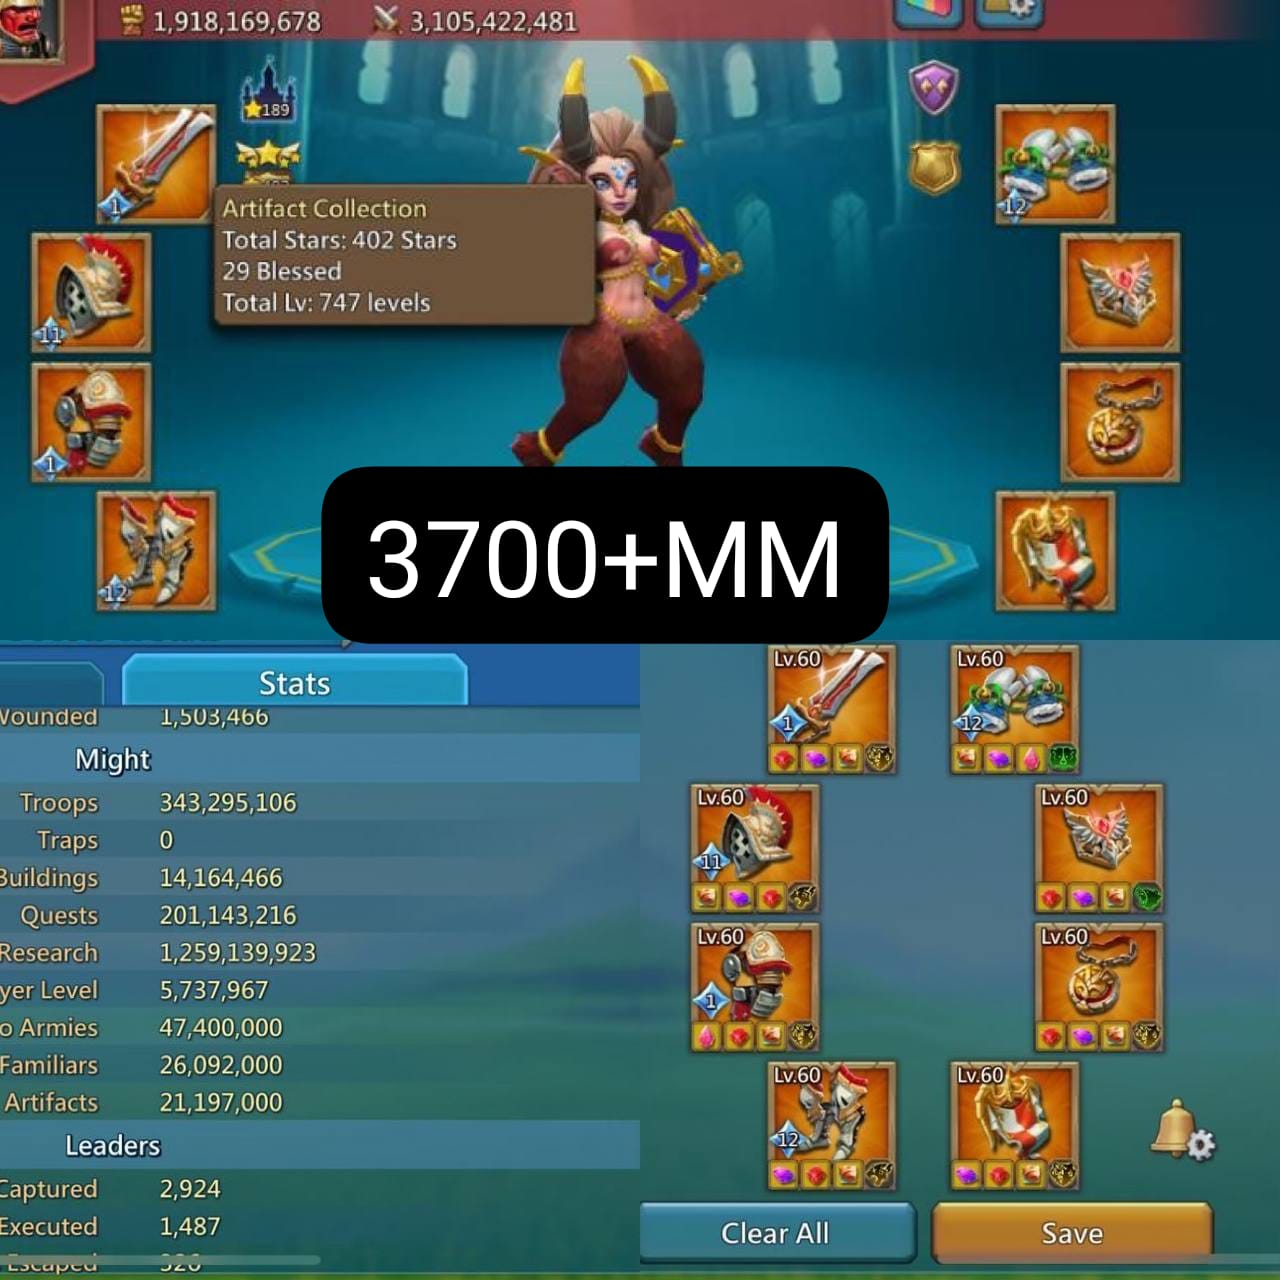 1,918,169,678 3,105,422,481
189
1
12
Artifact Collection
Total Stars: 402 Stars
29 Blessed
Total Lv: 747 levels
11
1
12
3700+MM
Stats
Wounded 1,503,466
Might
Troops 343,295,106
Traps 0
Buildings 14,164,466
Quests 201,143,216
Research 1,259,139,923
yer Level 5,737,967
o Armies 47,400,000
Familiars 26,092,000
Artifacts 21,197,000
Leaders
Captured 2,924
Executed 1,487
Escaped 326
Lv.60 Lv.60
1 12
Lv.60 Lv.60
11
Lv.60 Lv.60
1
Lv.60 Lv.60
12
Clear All Save